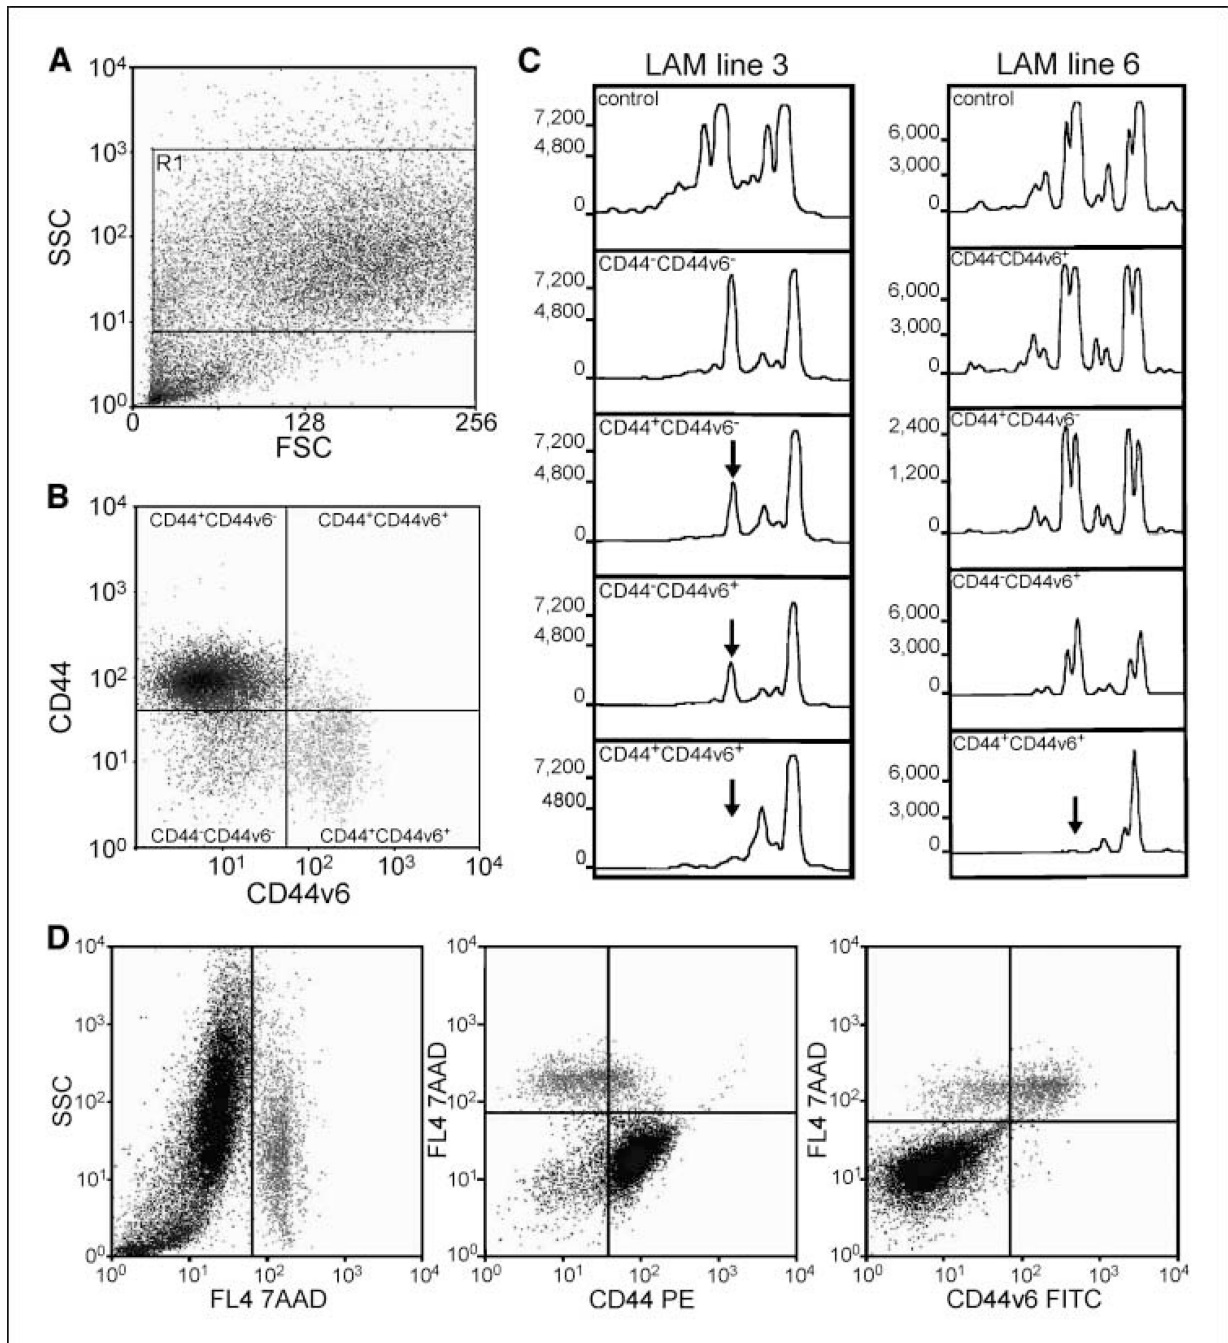 A
SSC
10⁴
10³
10²
10¹
10⁰
R1
0
128
256
FSC
B
CD44
10⁴
10³
10²
10¹
10⁰
CD44⁺CD44v6⁻
CD44⁺CD44v6⁺
CD44⁻CD44v6⁻
CD44⁺CD44v6⁺
10¹
10²
10³
10⁴
CD44v6
C
LAM line 3
control
7,200
4,800
0
CD44⁻CD44v6⁻
7,200
4,800
0
CD44⁺CD44v6⁻
7,200
4,800
0
CD44⁻CD44v6⁺
7,200
4,800
0
CD44⁺CD44v6⁺
7,200
4800
0
LAM line 6
control
6,000
3,000
0
CD44⁻CD44v6⁺
6,000
3,000
0
CD44⁺CD44v6⁻
2,400
1,200
0
CD44⁻CD44v6⁺
6,000
3,000
0
CD44⁺CD44v6⁺
6,000
3,000
0
D
SSC
10⁴
10³
10²
10¹
0⁰
10⁰
10¹
10²
10³
10⁴
FL4 7AAD
FL4 7AAD
10⁴
10³
10²
10¹
10⁰
10⁰
10¹
10²
10³
10⁴
CD44 PE
FL4 7AAD
10⁴
10³
10²
10¹
10⁰
10⁰
10¹
10²
10³
10⁴
CD44v6 FITC